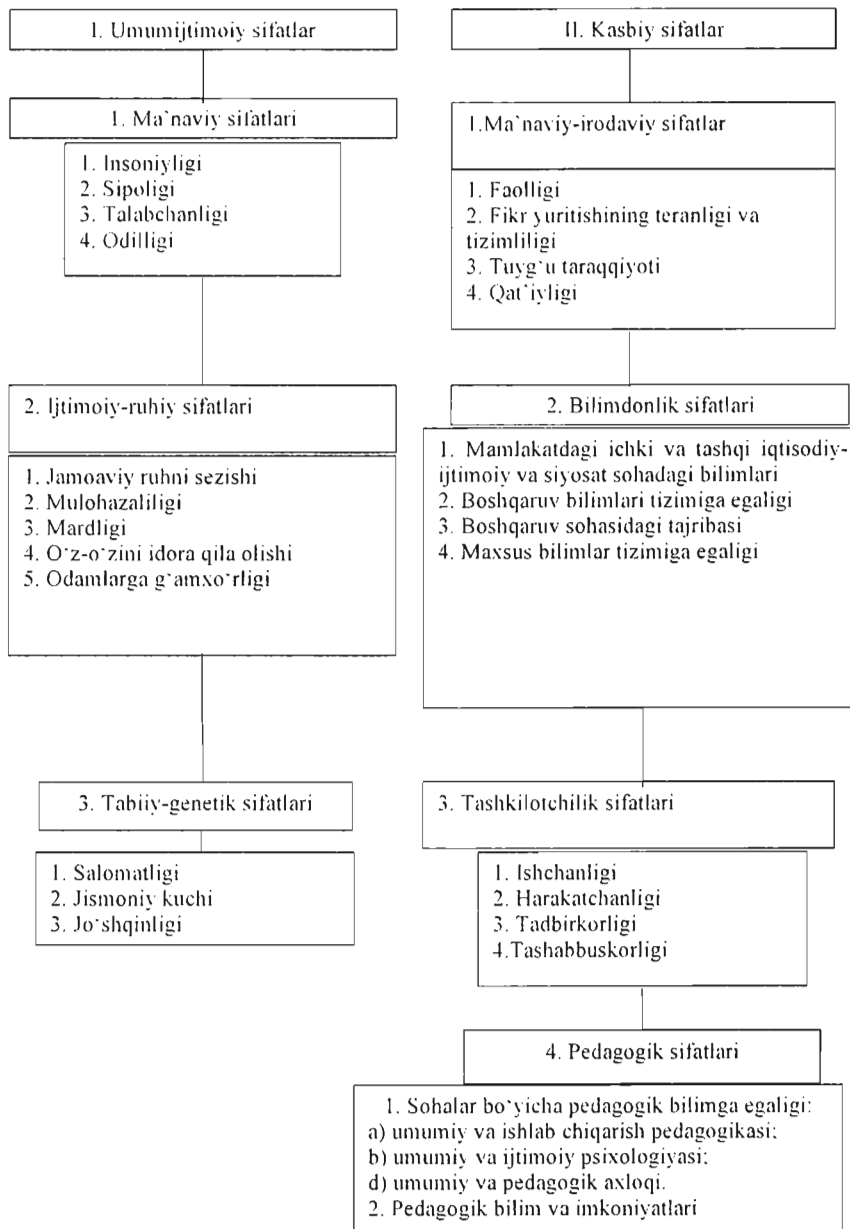 1. Umumijtimoiy sifatlar
1. Ma`naviy sifatlari
1. Insoniyligi
2. Sipoligi
3. Talabchanligi
4. Odilligi
2. Ijtimoiy-ruhiy sifatlari
1. Jamoaviy ruhni sezishi
2. Mulohazaliligi
3. Mardligi
4. O`z-o`zini idora qila olishi
5. Odamlarga g`amxo`rligi
3. Tabiiy-genetik sifatlari
1. Salomatligi
2. Jismoniy kuchi
3. Jo`shqinligi
II. Kasbiy sifatlar
1.Ma`naviy-irodaviy sifatlar
1. Faolligi
2. Fikr yuritishining teranligi va
tizimliligi
3. Tuyg`u taraqqiyoti
4. Qat`iyligi
2. Bilimdonlik sifatlari
1. Mamlakatdagi ichki va tashqi iqtisodiy-
ijtimoiy va siyosat sohadagi bilimlari
2. Boshqaruv bilimlari tizimiga egaligi
3. Boshqaruv sohasidagi tajribasi
4. Maxsus bilimlar tizimiga egaligi
3. Tashkilotchilik sifatlari
1. Ishchanligi
2. Harakatchanligi
3. Tadbirkorligi
4.Tashabbuskorligi
4. Pedagogik sifatlari
1. Sohalar bo`yicha pedagogik bilimga egaligi:
a) umumiy va ishlab chiqarish pedagogikasi;
b) umumiy va ijtimoiy psixologiyasi;
d) umumiy va pedagogik axloqi.
2. Pedagogik bilim va imkoniyatlari